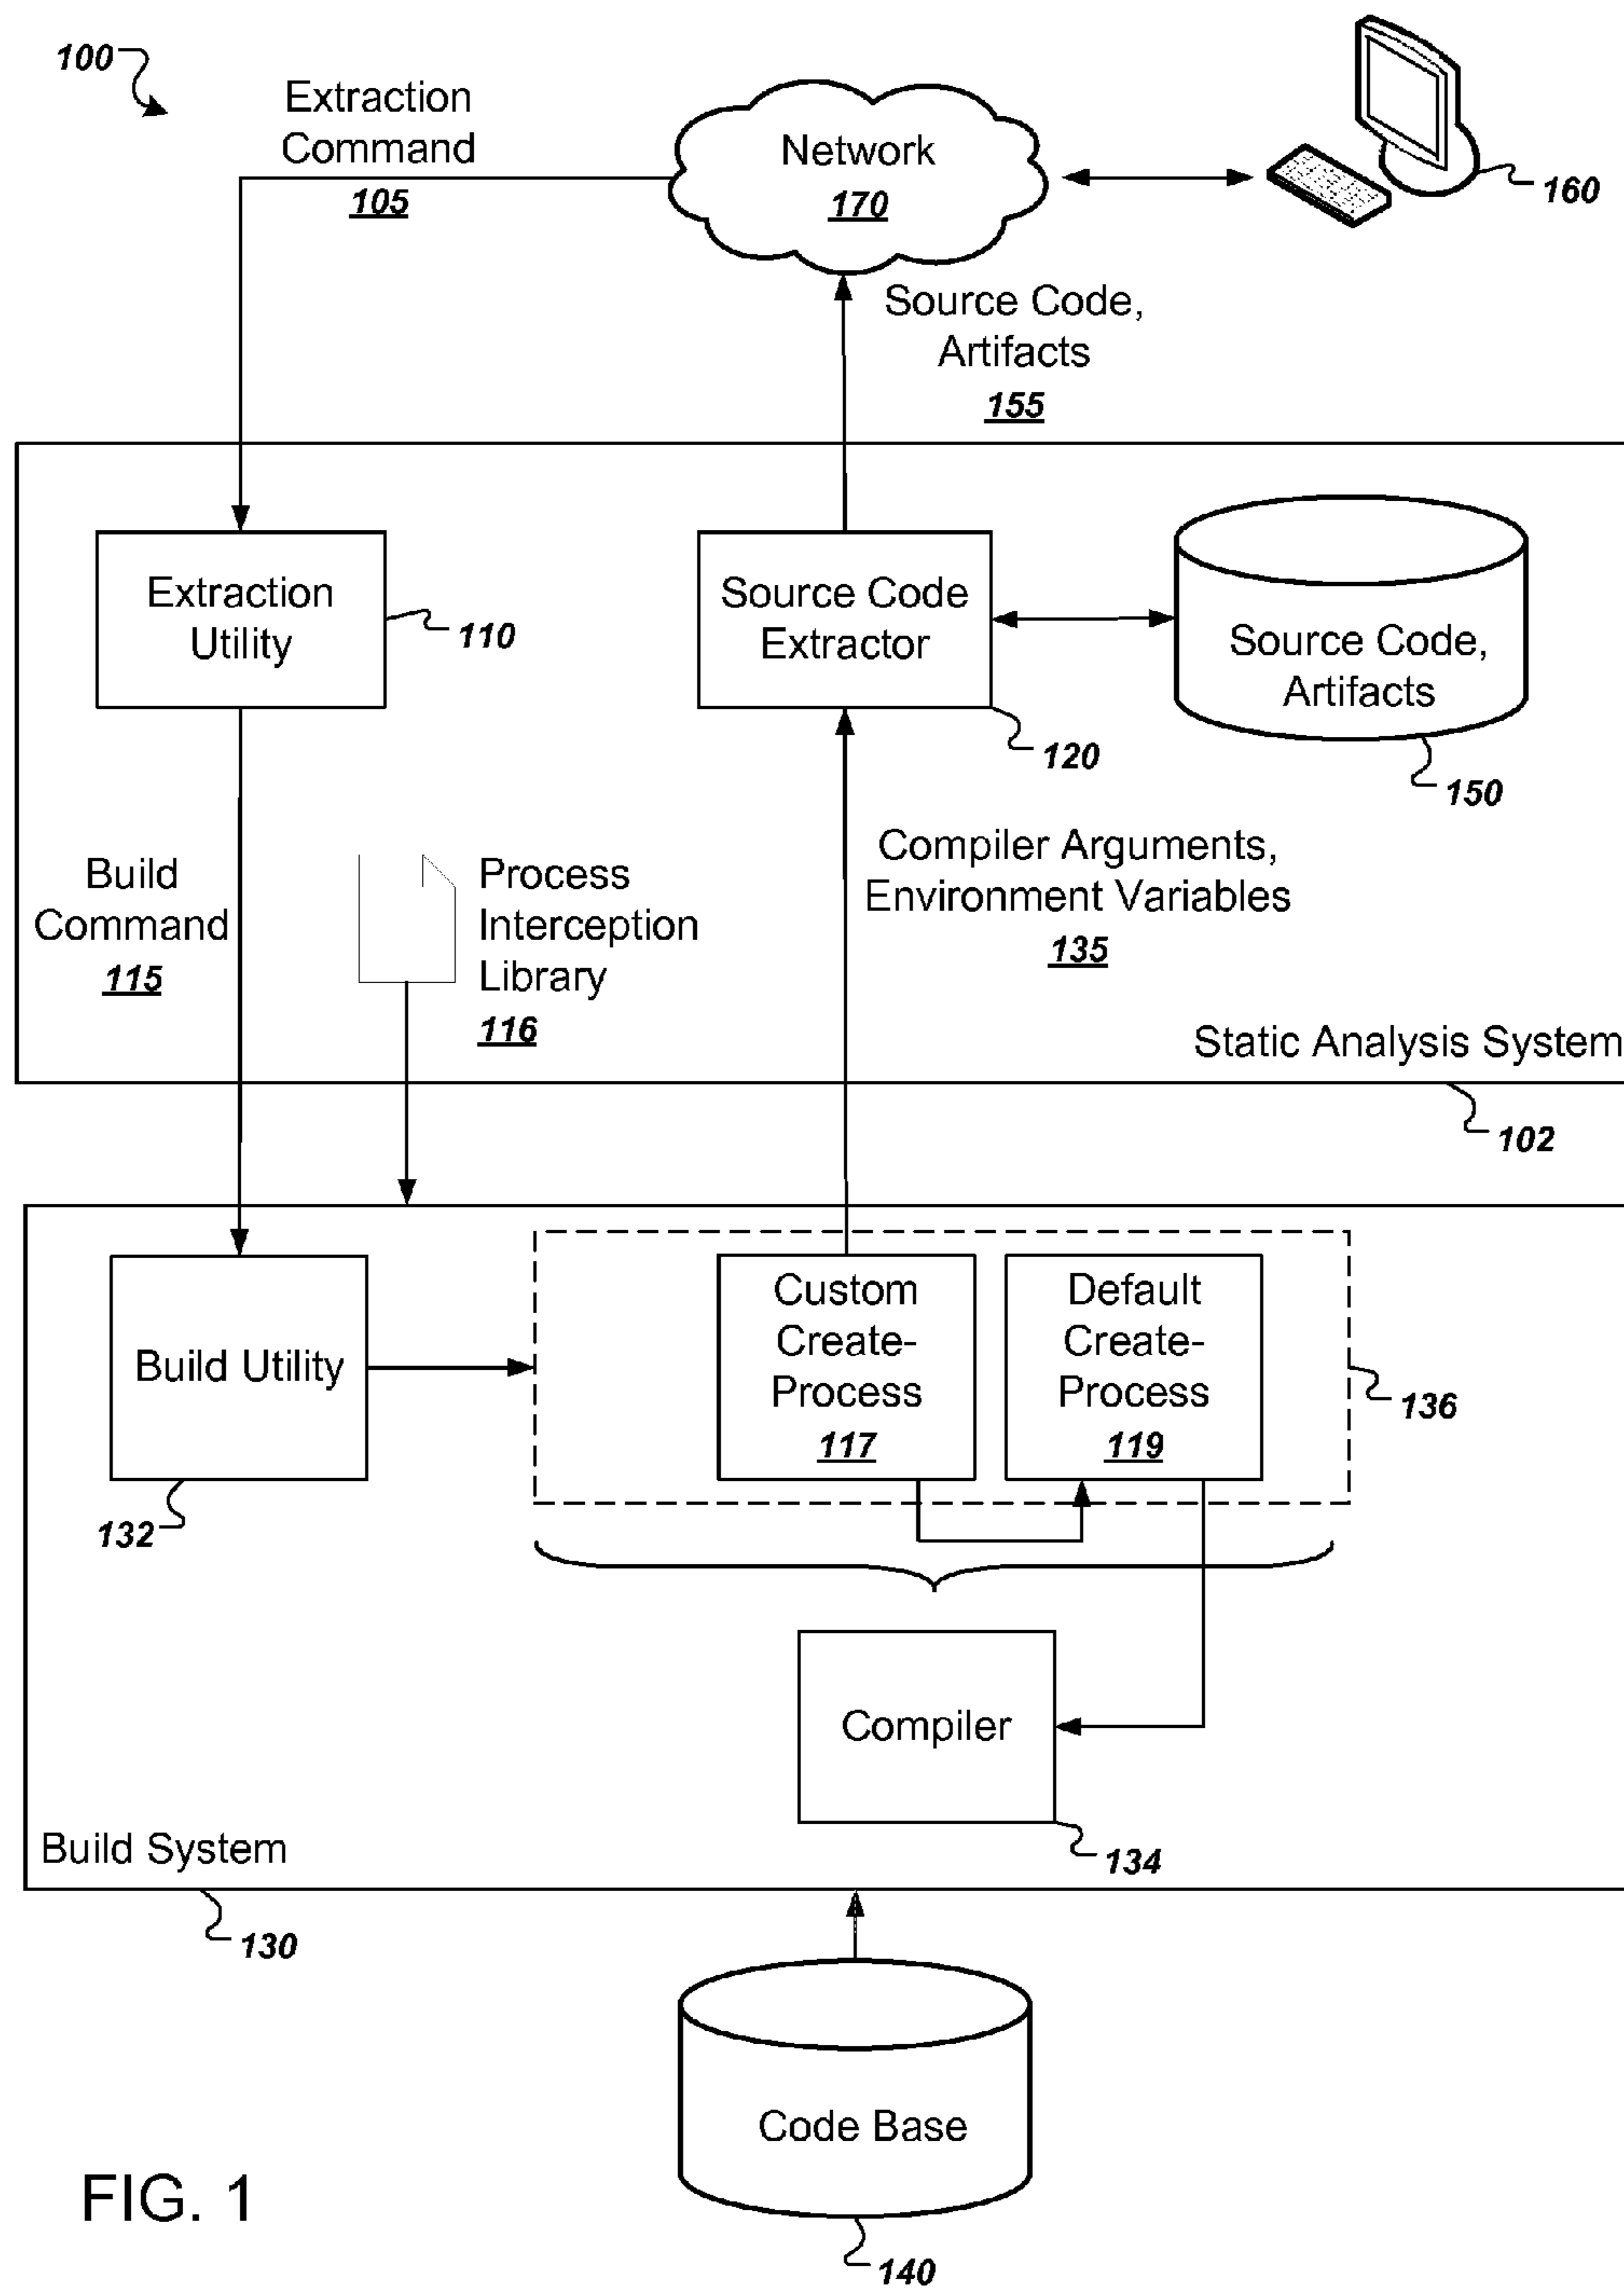 100
Extraction
Command
105
Network
170
160
Source Code,
Artifacts
155
Extraction
Utility
110
Source Code
Extractor
120
Source Code,
Artifacts
150
Build
Command
115
Process
Interception
Library
116
Compiler Arguments,
Environment Variables
135
Static Analysis System
102
Build Utility
132
Custom
Create-
Process
117
Default
Create-
Process
119
136
Compiler
134
Build System
130
Code Base
140
FIG. 1